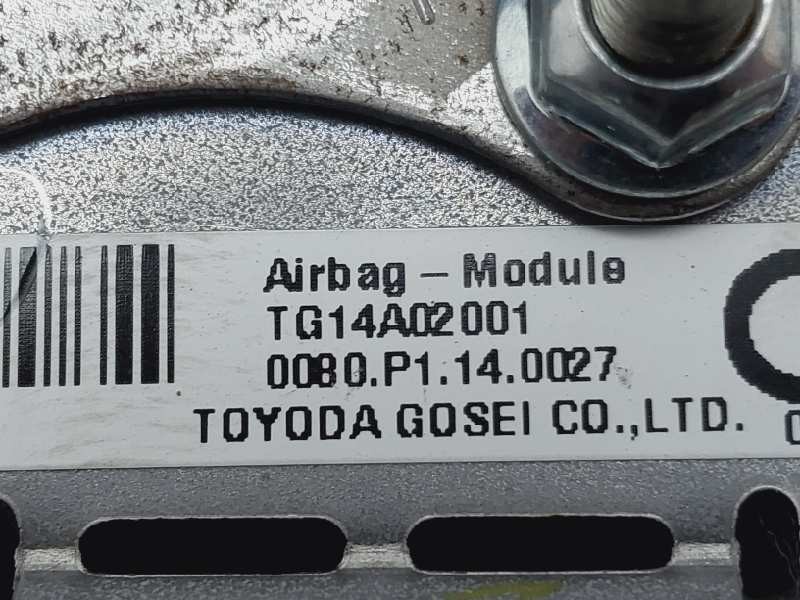 Airbag - Module
TG14A02001
0080.P1.14.0027
TOYODA GOSEI CO.,LTD.